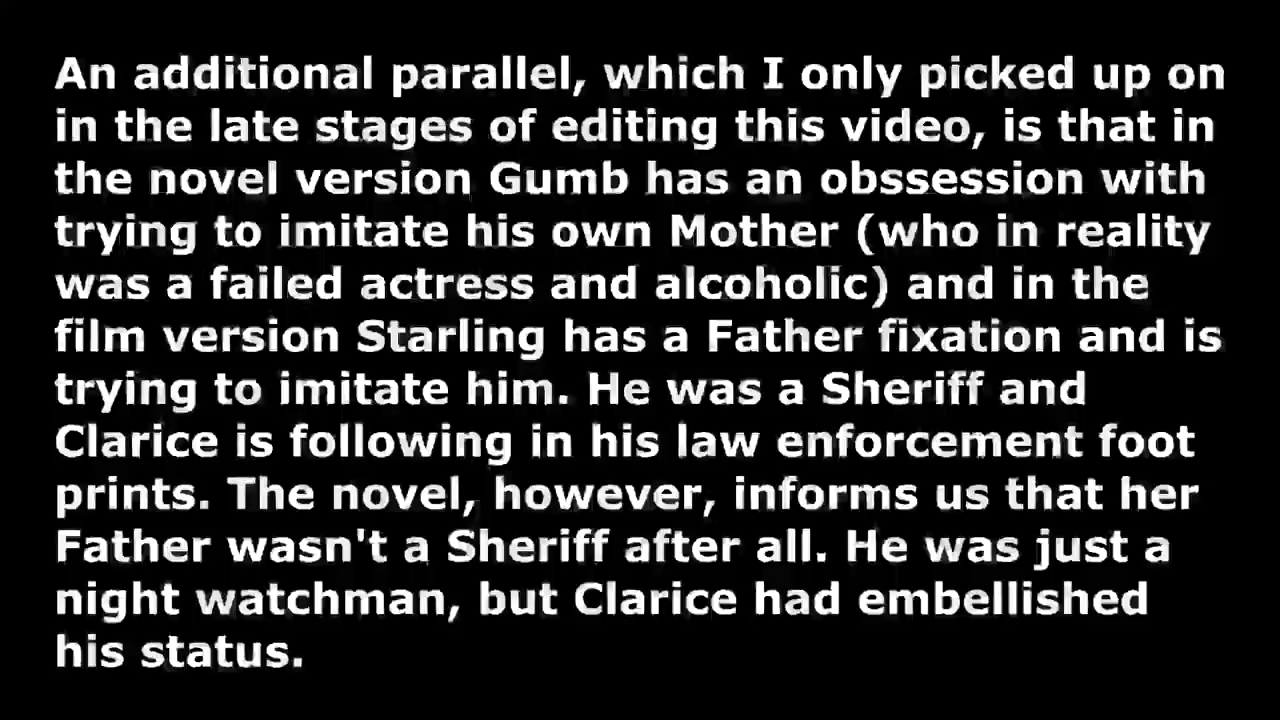 An additional parallel, which I only picked up on
in the late stages of editing this video, is that in
the novel version Gumb has an obssession with
trying to imitate his own Mother (who in reality
was a failed actress and alcoholic) and in the
film version Starling has a Father fixation and is
trying to imitate him. He was a Sheriff and
Clarice is following in his law enforcement foot
prints. The novel, however, informs us that her
Father wasn't a Sheriff after all. He was just a
night watchman, but Clarice had embellished
his status.